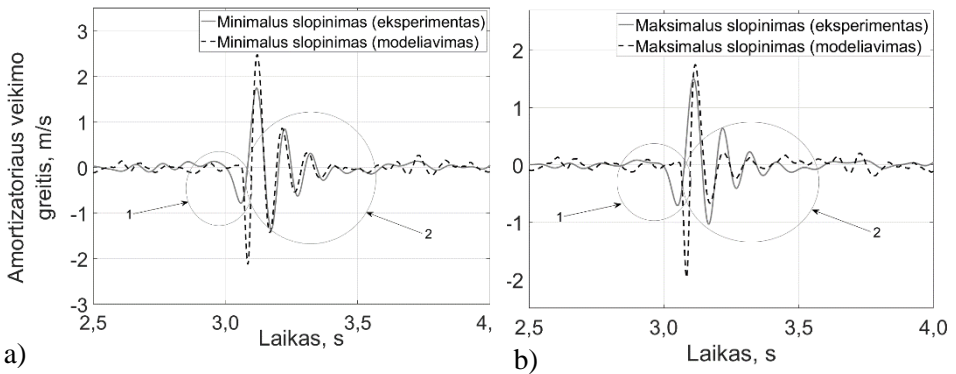 Minimalus slopinimas (eksperimentas)
Minimalus slopinimas (modeliavimas)
3
2
1
0
-1
-2
-3
Amortizatoriaus veikimo
greitis, m/s
1
2
2,5
3,0
3,5
4,
Laikas, s
a)
Maksimalus slopinimas (eksperimentas)
Maksimalus slopinimas (modeliavimas)
2
1
0
-1
-2
1
2
2,5
3,0
3,5
4,0
Laikas, s
b)